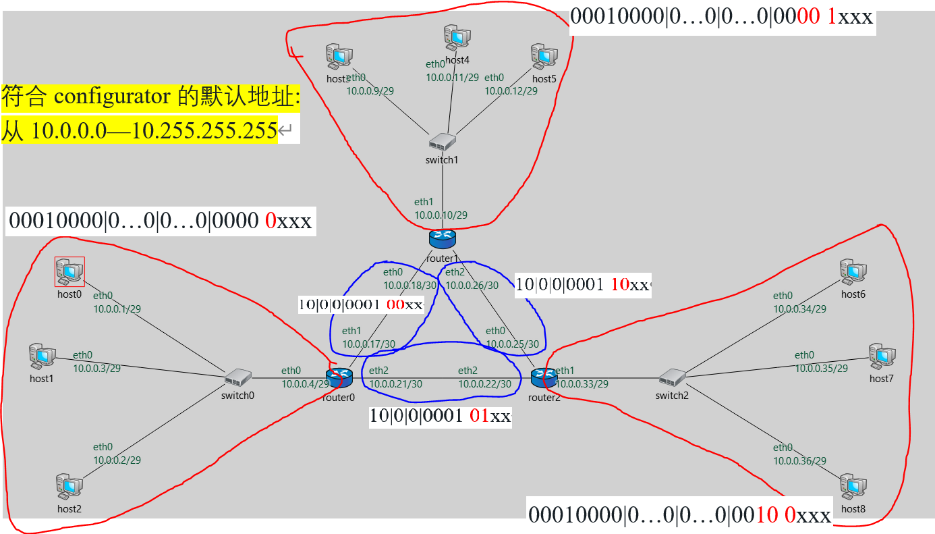 00010000|0…0|0…0|0000 1xxx
符合 configurator 的默认地址:
从 10.0.0.0—10.255.255.255↵
host4
host5
eth0
10.0.0.9/29
eth0
10.0.0.11/29
eth0
10.0.0.12/29
switch1
eth1
10.0.0.10/29
router1
00010000|0…0|0…0|0000 0xxx
host0
eth0
10.0.0.1/29
host1
eth0
10.0.0.3/29
host2
eth0
10.0.0.2/29
switch0
eth0
10.0.0.4/29
router0
eth0
10.0.0.18/30
eth2
10.0.0.26/30
10|0|0|0001 00xx
10|0|0|0001 10xx
eth1
10.0.0.17/30
eth0
10.0.0.25/30
eth2
10.0.0.21/30
eth2
10.0.0.22/30
10|0|0|0001 01xx
eth1
10.0.0.33/29
router2
switch2
host6
eth0
10.0.0.34/29
eth0
10.0.0.35/29
host7
eth0
10.0.0.36/29
host8
00010000|0…0|0…0|0010 0xxx